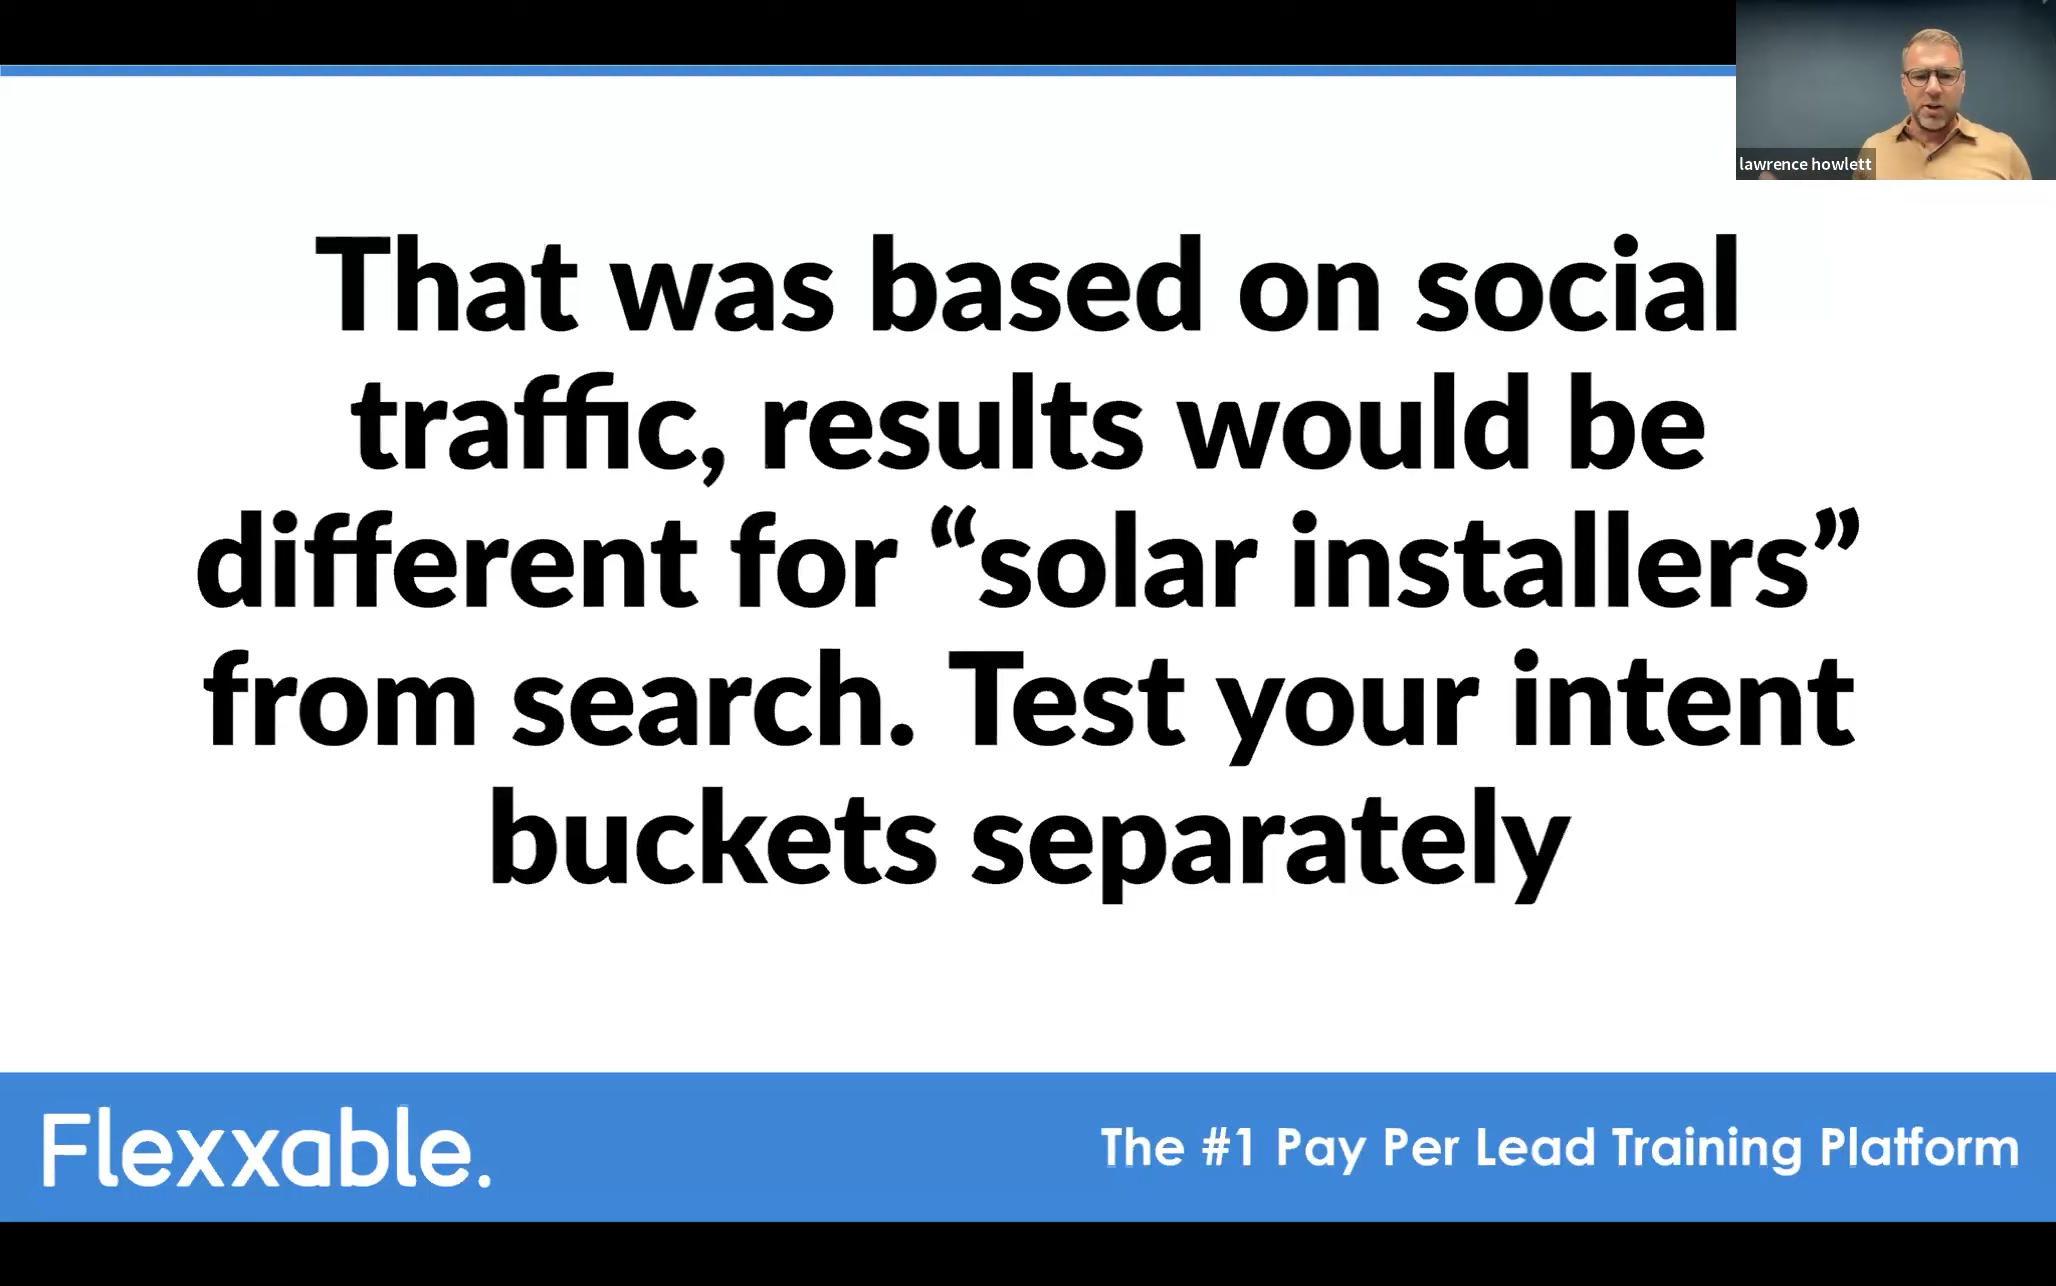 lawrence howlett
That was based on social
traffic, results would be
different for “solar installers”
from search. Test your intent
buckets separately
Flexxable.
The #1 Pay Per Lead Training Platform